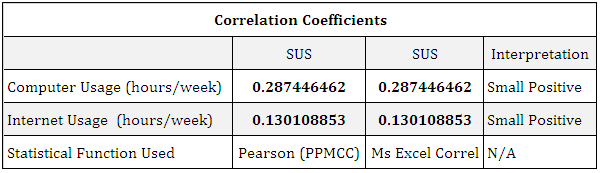 Correlation Coefficients
SUS SUS Interpretation
Computer Usage (hours/week) 0.287446462 0.287446462 Small Positive
Internet Usage (hours/week) 0.130108853 0.130108853 Small Positive
Statistical Function Used Pearson (PPMCC) Ms Excel Correl N/A